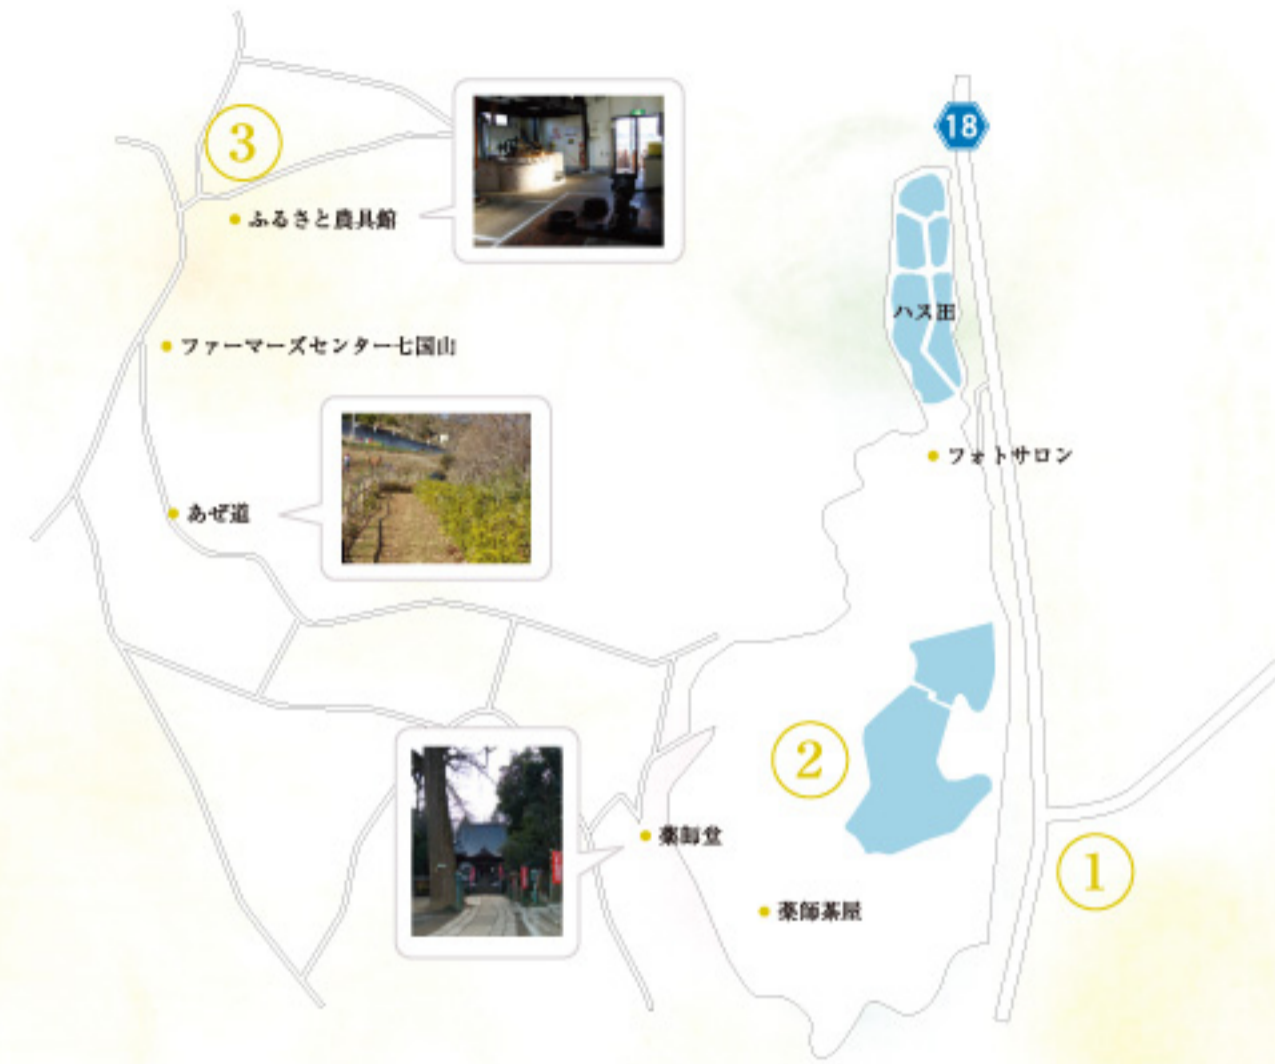 18
③
ふるさと農具館
ハス田
ファーマーズセンター七国山
フォトサロン
あぜ道
②
薬師堂
①
薬師茶屋